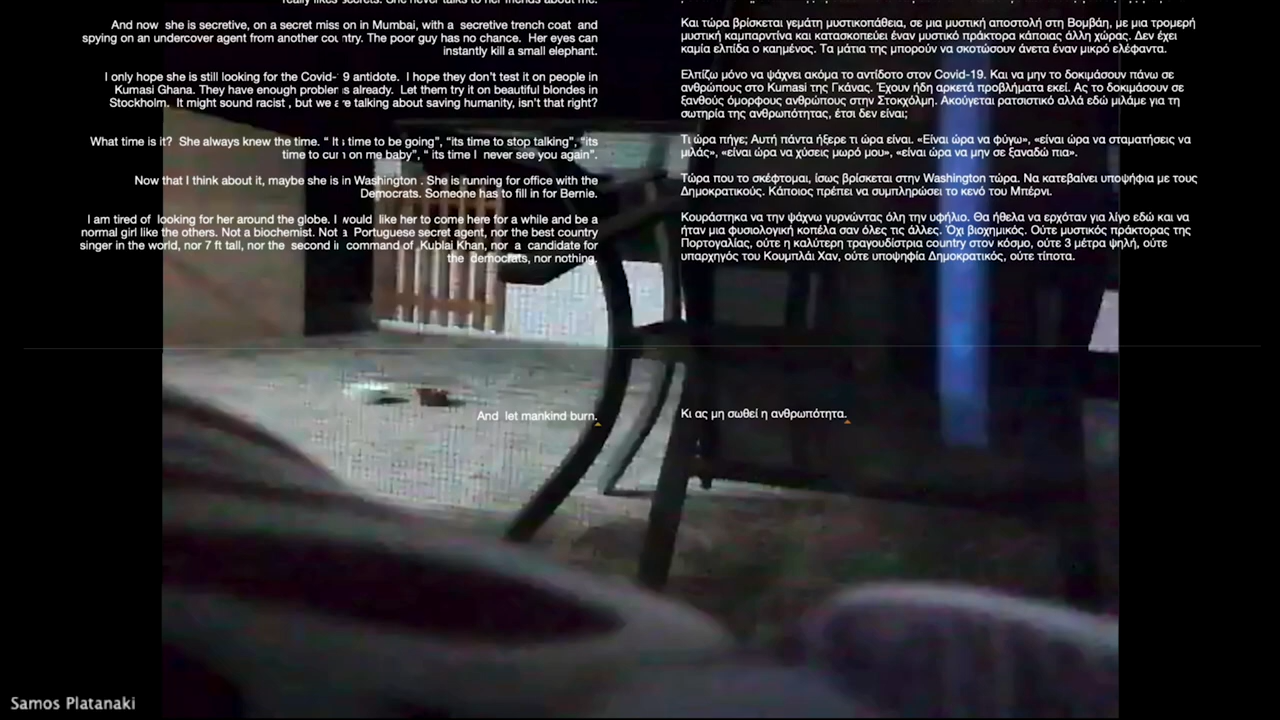 really likes secrets. She never talks to her friends about me.
And now she is secretive, on a secret mission in Mumbai, with a secretive trench coat and
spying on an undercover agent from another country. The poor guy has no chance. Her eyes can
instantly kill a small elephant.
I only hope she is still looking for the Covid-19 antidote. I hope they don't test it on people in
Kumasi Ghana. They have enough problems already. Let them try it on beautiful blondes in
Stockholm. It might sound racist , but we are talking about saving humanity, isn't that right?
What time is it? She always knew the time. “ Its time to be going”, “its time to stop talking”, “its
time to cum on me baby”, “ its time I never see you again”.
Now that I think about it, maybe she is in Washington . She is running for office with the
Democrats. Someone has to fill in for Bernie.
I am tired of looking for her around the globe. I would like her to come here for a while and be a
normal girl like the others. Not a biochemist. Not a Portuguese secret agent, nor the best country
singer in the world, nor 7 ft tall, nor the second in command of Kublai Khan, nor a candidate for
the democrats, nor nothing.
And let mankind burn.
Και τώρα βρίσκεται γεμάτη μυστικοπάθεια, σε μια μυστική αποστολή στη Βομβάη, με μια τρομερή
μυστική καμπαρντίνα και κατασκοπεύει έναν μυστικό πράκτορα κάποιας άλλη χώρας. Δεν έχει
καμία ελπίδα ο καημένος. Τα μάτια της μπορούν να σκοτώσουν άνετα έναν μικρό ελέφαντα.
Ελπίζω μόνο να ψάχνει ακόμα το αντίδοτο στον Covid-19. Και να μην το δοκιμάσουν πάνω σε
ανθρώπους στο Kumasi της Γκάνας. Έχουν ήδη αρκετά προβλήματα εκεί. Ας το δοκιμάσουν σε
ξανθούς όμορφους ανθρώπους στην Στοκχόλμη. Ακούγεται ρατσιστικό αλλά εδώ μιλάμε για τη
σωτηρία της ανθρωπότητας, έτσι δεν είναι;
Τι ώρα πήγε; Αυτή πάντα ήξερε τι ώρα είναι. «Είναι ώρα να φύγω», «είναι ώρα να σταματήσεις να
μιλάς», «είναι ώρα να χύσεις μωρό μου», «είναι ώρα να μην σε ξαναδώ πια».
Τώρα που το σκέφτομαι, ίσως βρίσκεται στην Washington τώρα. Να κατεβαίνει υποψήφια με τους
Δημοκρατικούς. Κάποιος πρέπει να συμπληρώσει το κενό του Μπέρνι.
Κουράστηκα να την ψάχνω γυρνώντας όλη την υφήλιο. Θα ήθελα να ερχόταν για λίγο εδώ και να
ήταν μια φυσιολογική κοπέλα σαν όλες τις άλλες. Όχι βιοχημικός. Ούτε μυστικός πράκτορας της
Πορτογαλίας, ούτε η καλύτερη τραγουδίστρια country στον κόσμο, ούτε 3 μέτρα ψηλή, ούτε
υπαρχηγός του Κουμπλάι Χαν, ούτε υποψηφία Δημοκρατικός, ούτε τίποτα.
Κι ας μη σωθεί η ανθρωπότητα.
Samos Platanaki